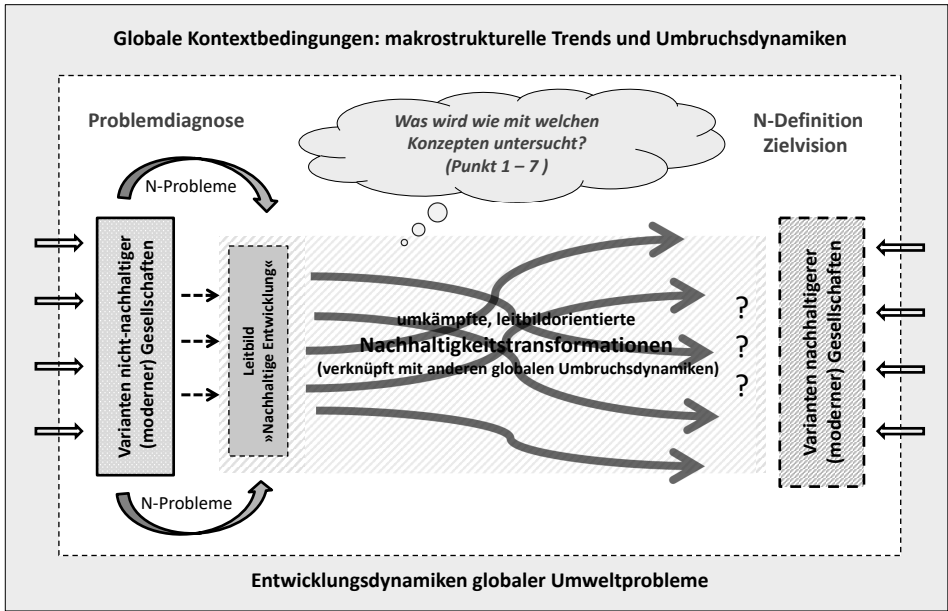 Globale Kontextbedingungen: makrostrukturelle Trends und Umbruchsdynamiken
Problemdiagnose
Was wird wie mit welchen
Konzepten untersucht?
(Punkt 1 – 7 )
N-Definition
Zielvision
N-Probleme
Varianten nicht-nachhaltiger
(moderner) Gesellschaften
Leitbild
»Nachhaltige Entwicklung«
umkämpfte, leitbildorientierte
Nachhaltigkeitstransformationen
(verknüpft mit anderen globalen Umbruchsdynamiken)
?
?
?
Varianten nachhaltigerer
(moderner) Gesellschaften
N-Probleme
Entwicklungsdynamiken globaler Umweltprobleme